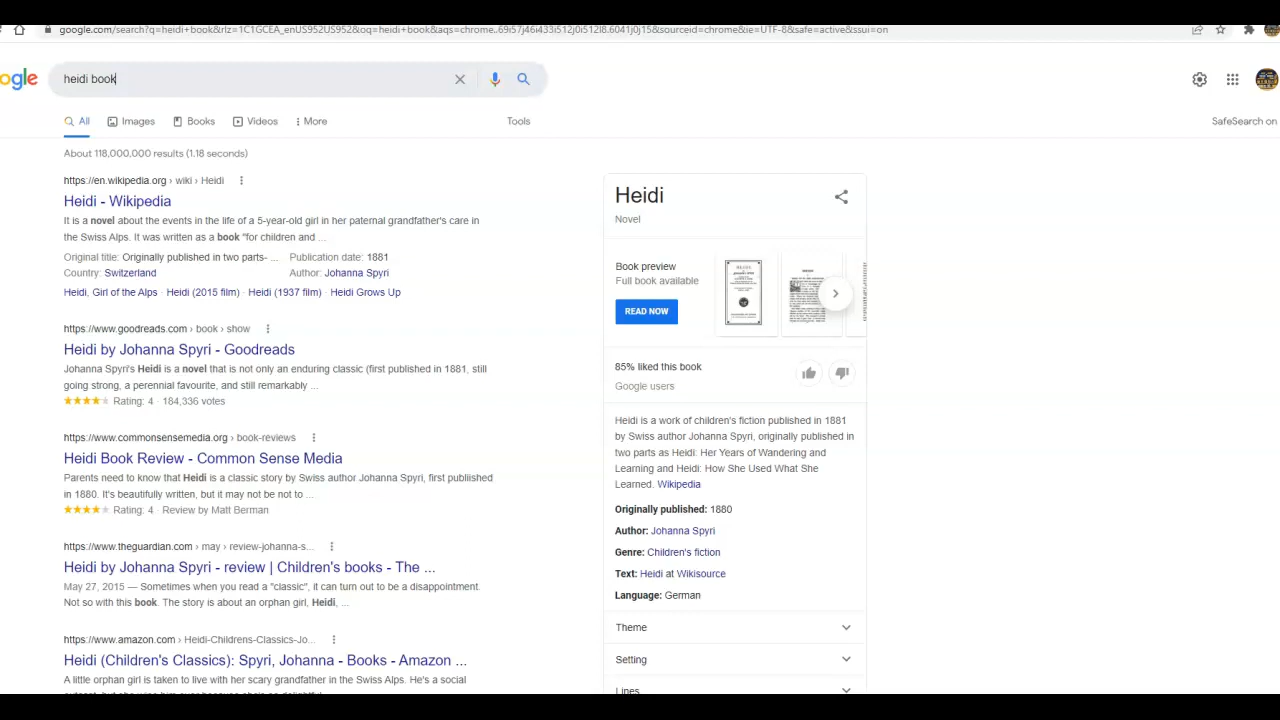 google.com/search?q=heidi+book&rlz=1C1GCEA_enUS952US952&oq=heidi+book&aqs=chrome..69i57j46i433i512j0i512l8.6041j0j15&sourceid=chrome&ie=UTF-8&safe=active&ssui=on
ogle
heidi book
All Images Books Videos More Tools SafeSearch on
About 118,000,000 results (1.18 seconds)
https://en.wikipedia.org › wiki › Heidi
Heidi - Wikipedia
It is a novel about the events in the life of a 5-year-old girl in her paternal grandfather's care in
the Swiss Alps. It was written as a book "for children and ...
Original title: Originally published in two parts- ... Publication date: 1881
Country: Switzerland Author: Johanna Spyri
Heidi, Girl of the Alps · Heidi (2015 film) · Heidi (1937 film) · Heidi Grows Up
https://www.goodreads.com › book › show
Heidi by Johanna Spyri - Goodreads
Johanna Spyri's Heidi is a novel that is not only an enduring classic (first published in 1881, still
going strong, a perennial favourite, and still remarkably ...
Rating: 4 · 184,336 votes
https://www.commonsensemedia.org › book-reviews
Heidi Book Review - Common Sense Media
Parents need to know that Heidi is a classic story by Swiss author Johanna Spyri, first published
in 1880. It's beautifully written, but it may not be not to ...
Rating: 4 · Review by Matt Berman
https://www.theguardian.com › may › review-johanna-s...
Heidi by Johanna Spyri - review | Children's books - The ...
May 27, 2015 — Sometimes when you read a "classic", it can turn out to be a disappointment.
Not so with this book. The story is about an orphan girl, Heidi, ...
https://www.amazon.com › Heidi-Childrens-Classics-Jo...
Heidi (Children's Classics): Spyri, Johanna - Books - Amazon ...
A little orphan girl is taken to live with her scary grandfather in the Swiss Alps. He's a social
Heidi
Novel
Book preview
Full book available
READ NOW
85% liked this book
Google users
Heidi is a work of children's fiction published in 1881
by Swiss author Johanna Spyri, originally published in
two parts as Heidi: Her Years of Wandering and
Learning and Heidi: How She Used What She
Learned. Wikipedia
Originally published: 1880
Author: Johanna Spyri
Genre: Children's fiction
Text: Heidi at Wikisource
Language: German
Theme
Setting
Lines